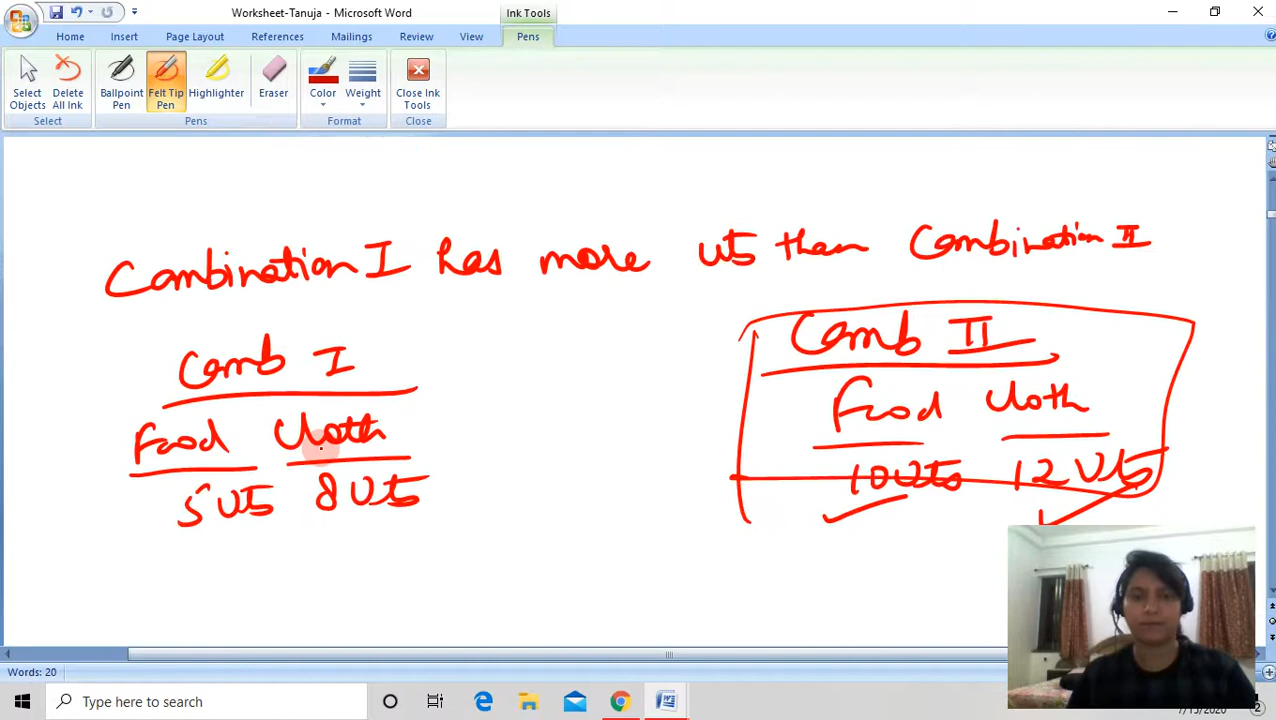 Worksheet-Tanuja - Microsoft Word
Ink Tools
Home Insert Page Layout References Mailings Review View Pens
Select Objects
Delete All Ink
Ballpoint Pen
Felt Tip Pen
Highlighter
Eraser
Color
Weight
Close Ink Tools
Select Pens Format Close
Combination I has more uts than Combination II
Comb I
Food Cloth
5 Uts 8 Uts
Comb II
Food Cloth
10 Uts 12 Uts
Words: 20
Type here to search